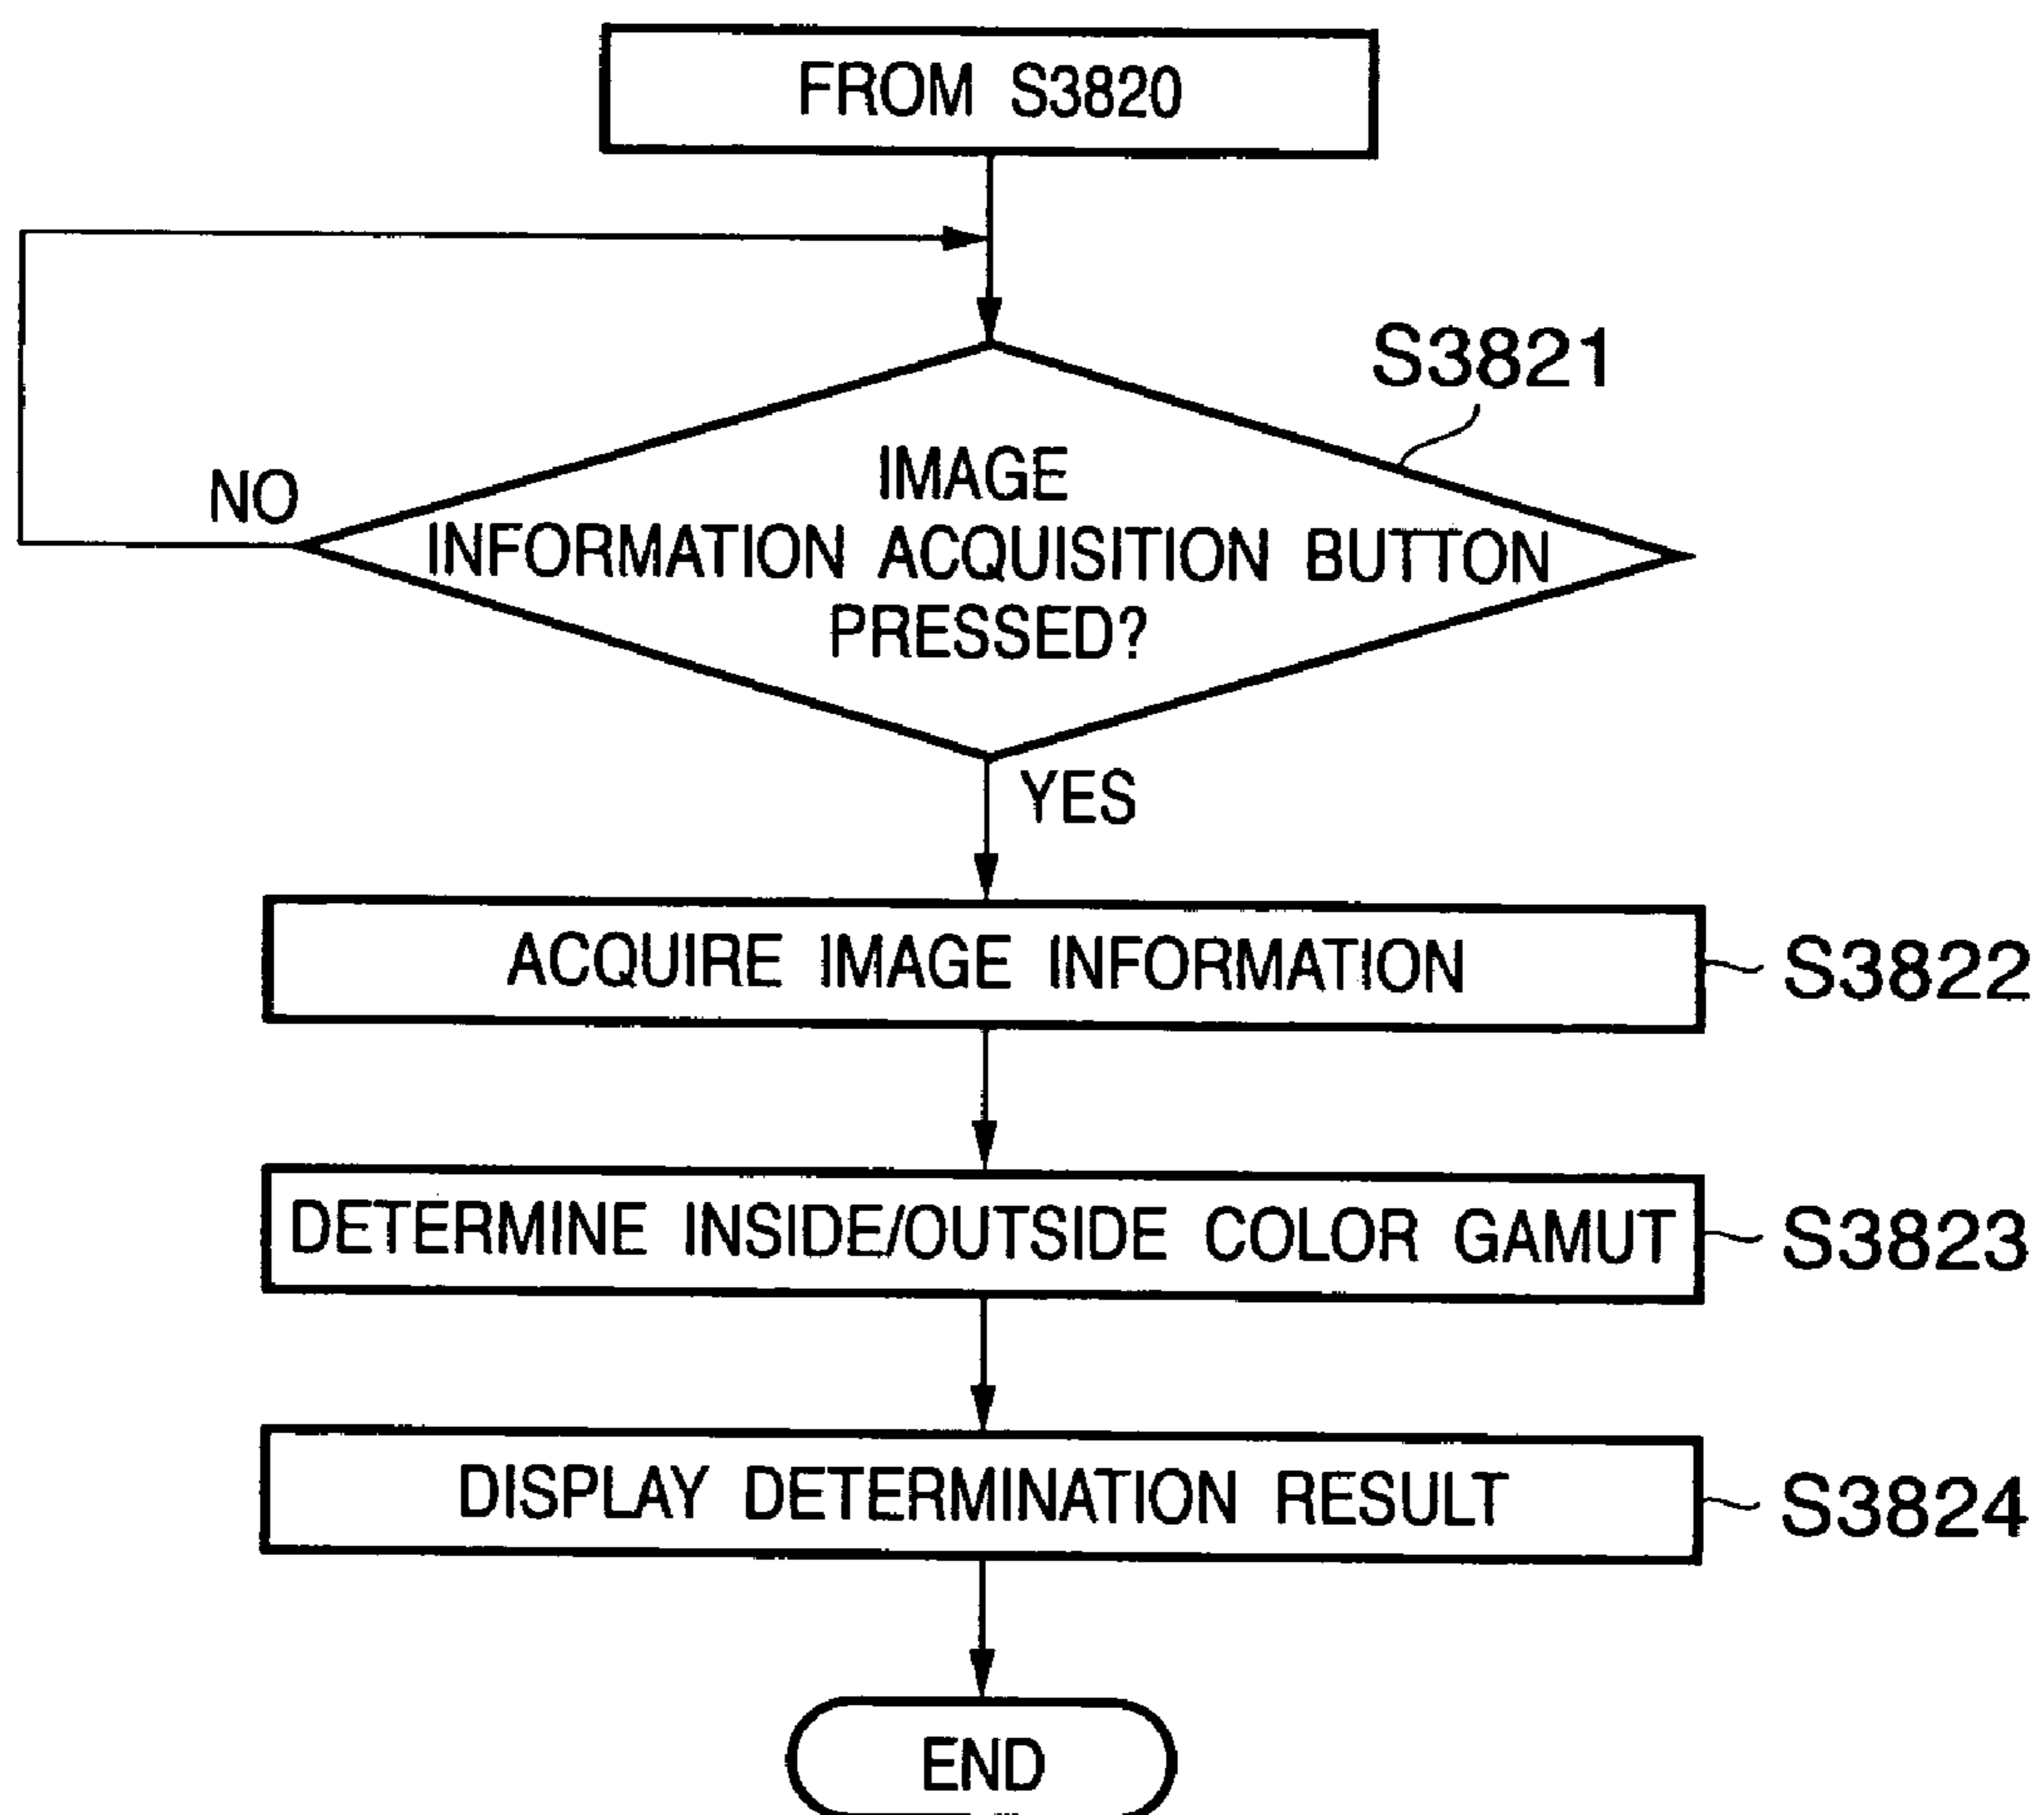 FROM S3820
S3821
IMAGE
INFORMATION ACQUISITION BUTTON
PRESSED?
NO
YES
ACQUIRE IMAGE INFORMATION
S3822
DETERMINE INSIDE/OUTSIDE COLOR GAMUT
S3823
DISPLAY DETERMINATION RESULT
S3824
END